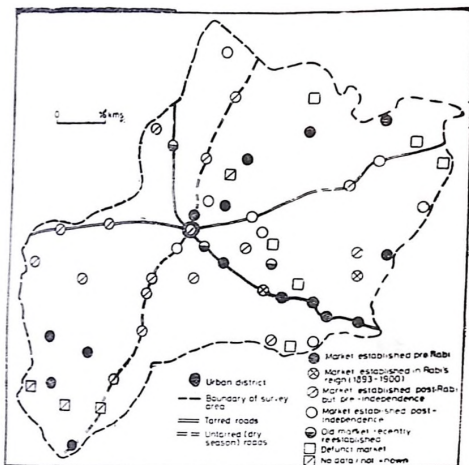 0 16 kms.
Urban district
Boundary of survey
area
Tarred roads
Untarred (dry
season) roads
Market established pre Rabi
Market established in Rabi's
reign (1893-1900)
Market established post-Rabi
but pre-independence
Market established post-
independence
Old market recently
reestablished
Defunct market
No data / not known